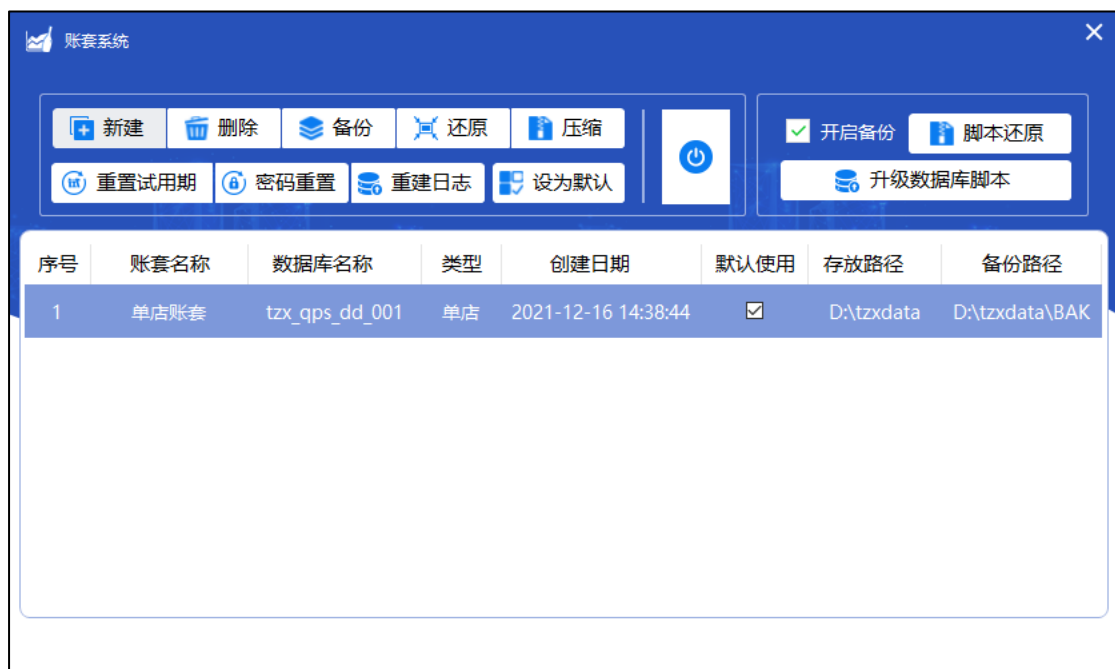 账套系统
新建 删除 备份 还原 压缩
开启备份 脚本还原
重置试用期 密码重置 重建日志 设为默认
升级数据库脚本
序号 账套名称 数据库名称 类型 创建日期 默认使用 存放路径 备份路径
1 单店账套 tzx_qps_dd_001 单店 2021-12-16 14:38:44 D:\tzxdata D:\tzxdata\BAK